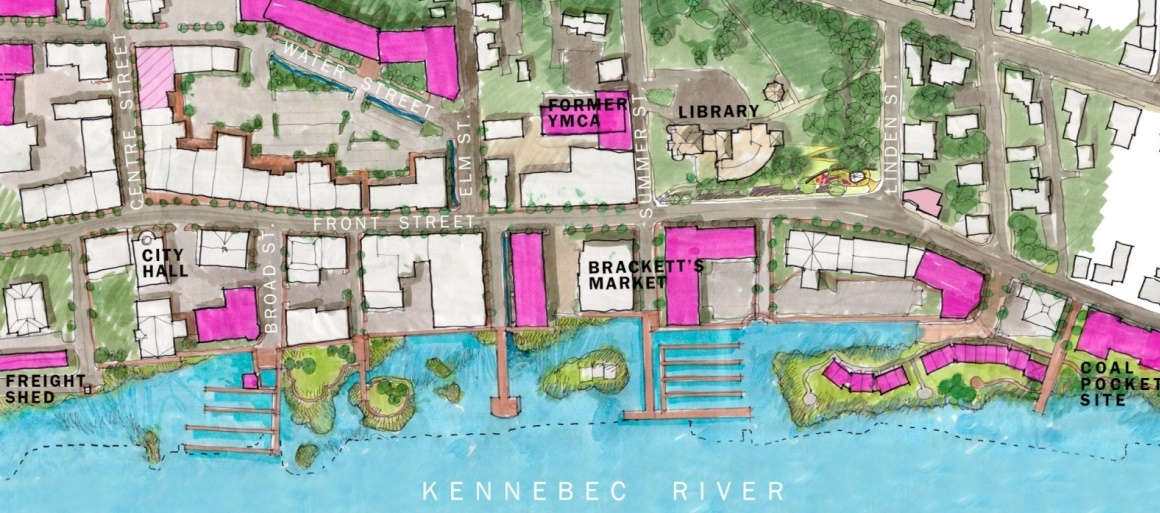 WATER STREET
CENTRE STREET
FORMER
YMCA
LIBRARY
ELM ST.
SUMMER ST.
LINDEN ST.
FRONT STREET
CITY
HALL
BROAD ST.
BRACKETT'S
MARKET
FREIGHT
SHED
COAL
POCKET
SITE
KENNEBEC RIVER